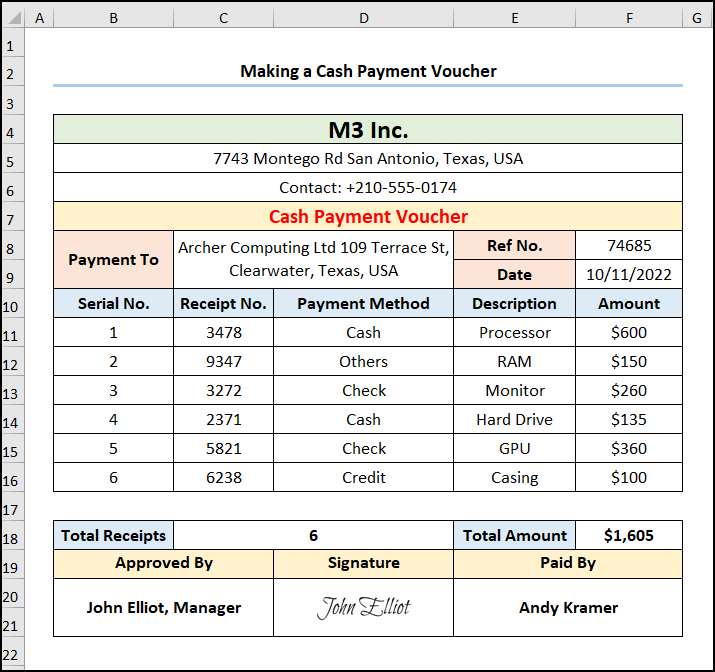 A B C D E F G
1
2 Making a Cash Payment Voucher
3
4 M3 Inc.
5 7743 Montego Rd San Antonio, Texas, USA
6 Contact: +210-555-0174
7 Cash Payment Voucher
8 Payment To Archer Computing Ltd 109 Terrace St, Ref No. 74685
9 Clearwater, Texas, USA Date 10/11/2022
10 Serial No. Receipt No. Payment Method Description Amount
11 1 3478 Cash Processor $600
12 2 9347 Others RAM $150
13 3 3272 Check Monitor $260
14 4 2371 Cash Hard Drive $135
15 5 5821 Check GPU $360
16 6 6238 Credit Casing $100
17
18 Total Receipts 6 Total Amount $1,605
19 Approved By Signature Paid By
20 John Elliot, Manager John Elliot Andy Kramer
21
22